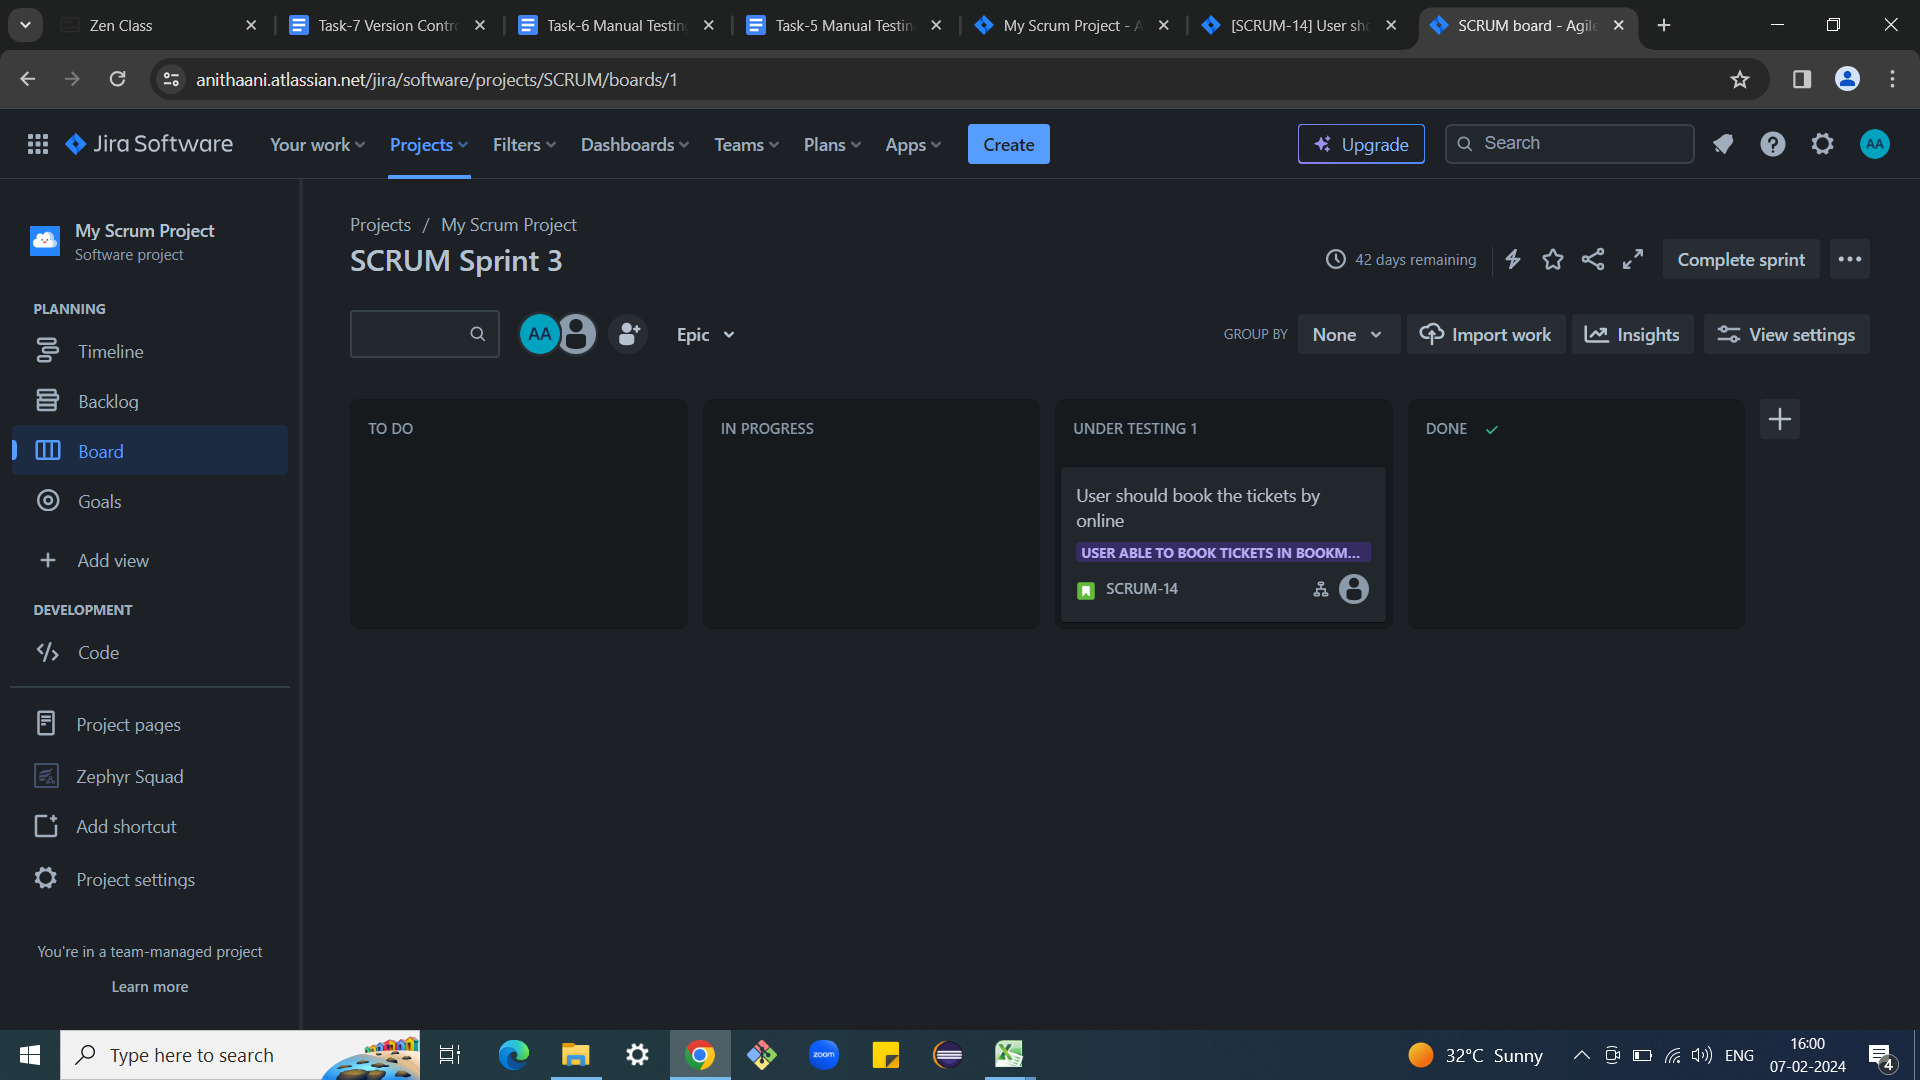 Zen Class
Task-7 Version Contr
Task-6 Manual Testin
Task-5 Manual Testin
My Scrum Project - A
[SCRUM-14] User sho
SCRUM board - Agile
anithaani.atlassian.net/jira/software/projects/SCRUM/boards/1
Jira Software
Your work
Projects
Filters
Dashboards
Teams
Plans
Apps
Create
Upgrade
Search
AA
My Scrum Project
Software project
PLANNING
Timeline
Backlog
Board
Goals
Add view
DEVELOPMENT
Code
Project pages
Zephyr Squad
Add shortcut
Project settings
You're in a team-managed project
Learn more
Projects / My Scrum Project
SCRUM Sprint 3
42 days remaining
Complete sprint
AA
Epic
GROUP BY
None
Import work
Insights
View settings
TO DO
IN PROGRESS
UNDER TESTING 1
User should book the tickets by
online
USER ABLE TO BOOK TICKETS IN BOOKM...
SCRUM-14
DONE
Type here to search
zoom
32°C Sunny
ENG
16:00
07-02-2024
4